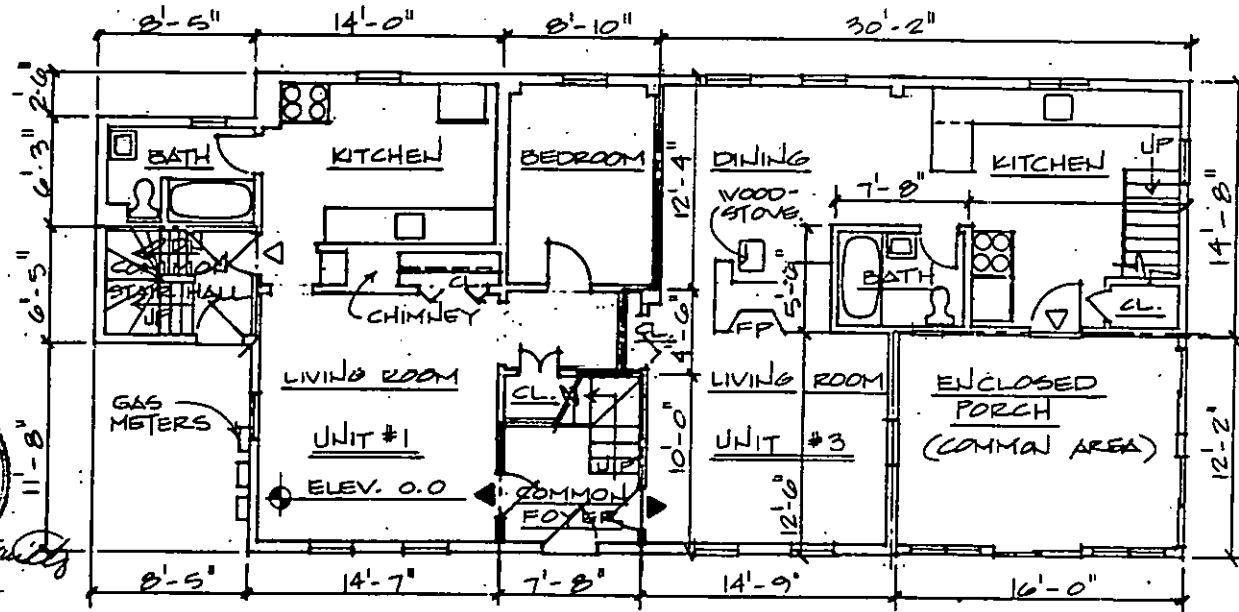 8'-5" 14'-0" 8'-10" 30'-2"
2'-6"
6'-3"
6'-5"
11'-8"
BATH
KITCHEN
BEDROOM
DINING
KITCHEN
UP
12'-4"
WOOD-
STOVE
7'-8"
14'-8"
COMMON
STAIR HALL
UP
CL.
CHIMNEY
CL.
4'-6"
BATH
FP
CL.
LIVING ROOM
CL.
LIVING ROOM
ENCLOSED
PORCH
(COMMON AREA)
GAS
METERS
UNIT #1
UP
10'-0"
UNIT #3
12'-2"
ELEV. 0.0
COMMON
FOYER
12'-6"
8'-5" 14'-7" 7'-8" 14'-9" 16'-0"